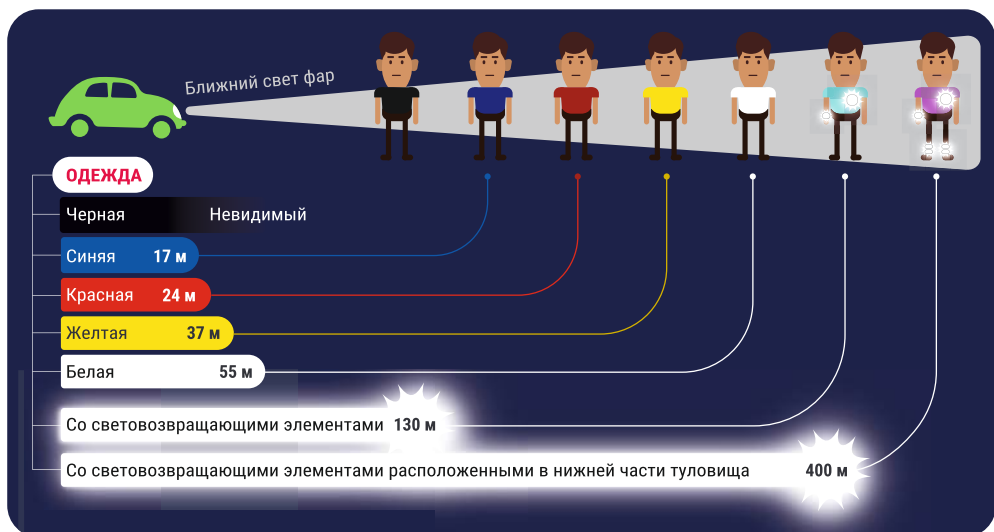 Ближний свет фар
ОДЕЖДА
Черная Невидимый
Синяя 17 м
Красная 24 м
Желтая 37 м
Белая 55 м
Со световозвращающими элементами 130 м
Со световозвращающими элементами расположенными в нижней части туловища 400 м